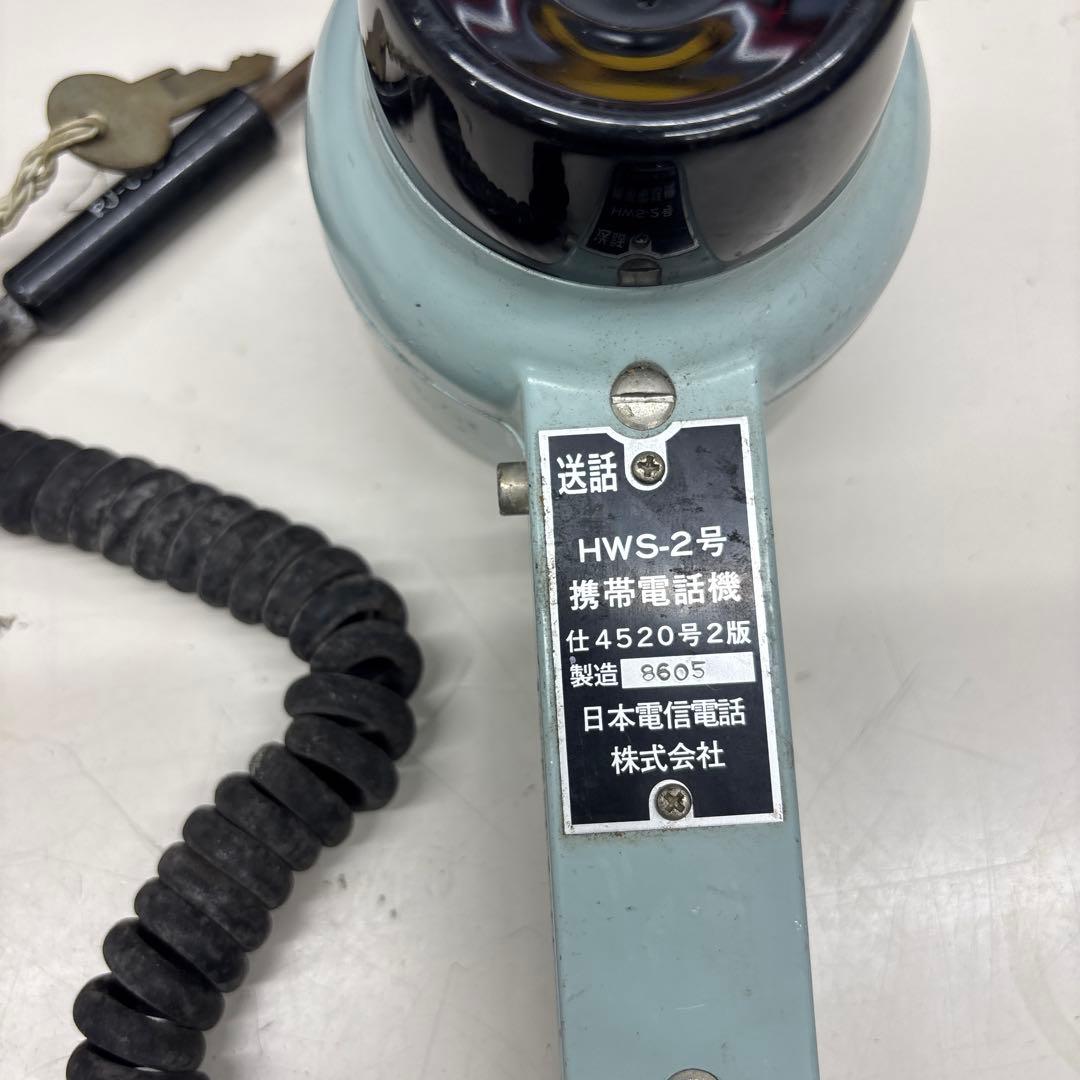 送話
HWS-2号
携帯電話機
仕4520号2版
製造 8605
日本電信電話
株式会社